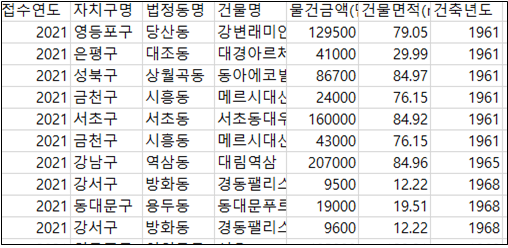 접수연도 자치구명 법정동명 건물명 물건금액(만 건물면적(㎡ 건축년도
2021 영등포구 당산동 강변래미안 129500 79.05 1961
2021 은평구 대조동 대경아르체 41000 29.99 1961
2021 성북구 상월곡동 동아에코빌 86700 84.97 1961
2021 금천구 시흥동 메르시대선 24000 76.15 1961
2021 서초구 서초동 서초동대우 160000 84.92 1961
2021 금천구 시흥동 메르시대선 43000 76.15 1961
2021 강남구 역삼동 대림역삼 207000 84.96 1965
2021 강서구 방화동 경동팰리스 9500 12.22 1968
2021 동대문구 용두동 동대문푸르 19000 19.51 1968
2021 강서구 방화동 경동팰리스 9600 12.22 1968